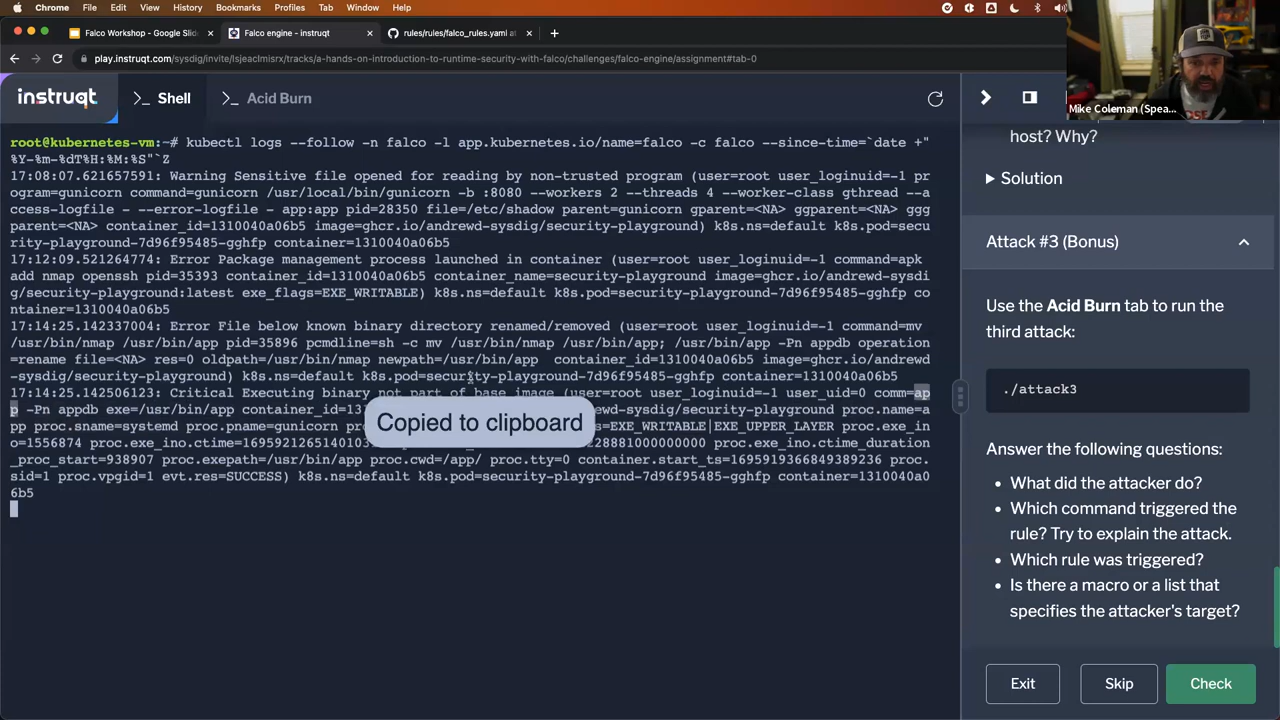 Chrome File Edit View History Bookmarks Profiles Tab Window Help
Falco Workshop - Google Slid
Falco engine - instruqt
rules/rules/falco_rules.yaml at
play.instruqt.com/sysdig/invite/lsjeaclmisrx/tracks/a-hands-on-introduction-to-runtime-security-with-falco/challenges/falco-engine/assignment#tab-0
Mike Coleman (Spea...
instruqt
>_ Shell
>_ Acid Burn
root@kubernetes-vm:~# kubectl logs --follow -n falco -l app.kubernetes.io/name=falco -c falco --since-time=`date +"
%Y-%m-%dT%H:%M:%S"`Z
17:08:07.621657591: Warning Sensitive file opened for reading by non-trusted program (user=root user_loginuid=-1 pr
ogram=gunicorn command=gunicorn /usr/local/bin/gunicorn -b :8080 --workers 2 --threads 4 --worker-class gthread --a
ccess-logfile - --error-logfile - app:app pid=28350 file=/etc/shadow parent=gunicorn gparent=<NA> ggparent=<NA> ggg
parent=<NA> container_id=1310040a06b5 image=ghcr.io/andrewd-sysdig/security-playground) k8s.ns=default k8s.pod=secu
rity-playground-7d96f95485-gghfp container=1310040a06b5
17:12:09.521264774: Error Package management process launched in container (user=root user_loginuid=-1 command=apk
add nmap openssh pid=35393 container_id=1310040a06b5 container_name=security-playground image=ghcr.io/andrewd-sysdi
g/security-playground:latest exe_flags=EXE_WRITABLE) k8s.ns=default k8s.pod=security-playground-7d96f95485-gghfp co
ntainer=1310040a06b5
17:14:25.142337004: Error File below known binary directory renamed/removed (user=root user_loginuid=-1 command=mv
/usr/bin/nmap /usr/bin/app pid=35896 pcmdline=sh -c mv /usr/bin/nmap /usr/bin/app; /usr/bin/app -Pn appdb operation
=rename file=<NA> res=0 oldpath=/usr/bin/nmap newpath=/usr/bin/app  container_id=1310040a06b5 image=ghcr.io/andrewd
-sysdig/security-playground) k8s.ns=default k8s.pod=security-playground-7d96f95485-gghfp container=1310040a06b5
17:14:25.142506123: Critical Executing binary not part of base image (user=root user_loginuid=-1 user_uid=0 comm=ap
p -Pn appdb exe=/usr/bin/app container_id=13 ewd-sysdig/security-playground proc.name=a
pp proc.sname=systemd proc.pname= =EXE_WRITABLE|EXE_UPPER_LAYER proc.exe_in
o=1556874 proc.exe_ino.ctime=169592126514010 28881000000000 proc.exe_ino.ctime_duration
_proc_start=938907 proc.exepath=/usr/bin/app proc.cwd=/app/ proc.tty=0 container.start_ts=1695919366849389236 proc.
sid=1 proc.vpgid=1 evt.res=SUCCESS) k8s.ns=default k8s.pod=security-playground-7d96f95485-gghfp container=1310040a0
6b5
Copied to clipboard
host? Why?
Solution
Attack #3 (Bonus)
Use the Acid Burn tab to run the
third attack:
./attack3
Answer the following questions:
• What did the attacker do?
• Which command triggered the
rule? Try to explain the attack.
• Which rule was triggered?
• Is there a macro or a list that
specifies the attacker's target?
Exit
Skip
Check